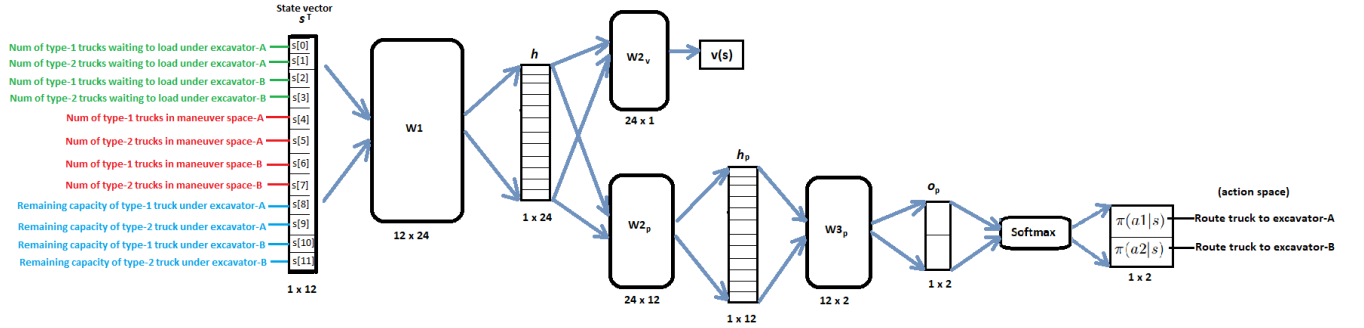 State vector
s T
Num of type-1 trucks waiting to load under excavator-A
s[0]
Num of type-2 trucks waiting to load under excavator-A
s[1]
Num of type-1 trucks waiting to load under excavator-B
s[2]
Num of type-2 trucks waiting to load under excavator-B
s[3]
Num of type-1 trucks in maneuver space-A
s[4]
Num of type-2 trucks in maneuver space-A
s[5]
Num of type-1 trucks in maneuver space-B
s[6]
Num of type-2 trucks in maneuver space-B
s[7]
Remaining capacity of type-1 truck under excavator-A
s[8]
Remaining capacity of type-2 truck under excavator-A
s[9]
Remaining capacity of type-1 truck under excavator-B
s[10]
Remaining capacity of type-2 truck under excavator-B
s[11]
1 x 12
W1
12 x 24
h
1 x 24
W2v
24 x 1
v(s)
W2p
24 x 12
hp
1 x 12
W3p
12 x 2
op
1 x 2
Softmax
(action space)
π(a1|s)
Route truck to excavator-A
π(a2|s)
Route truck to excavator-B
1 x 2